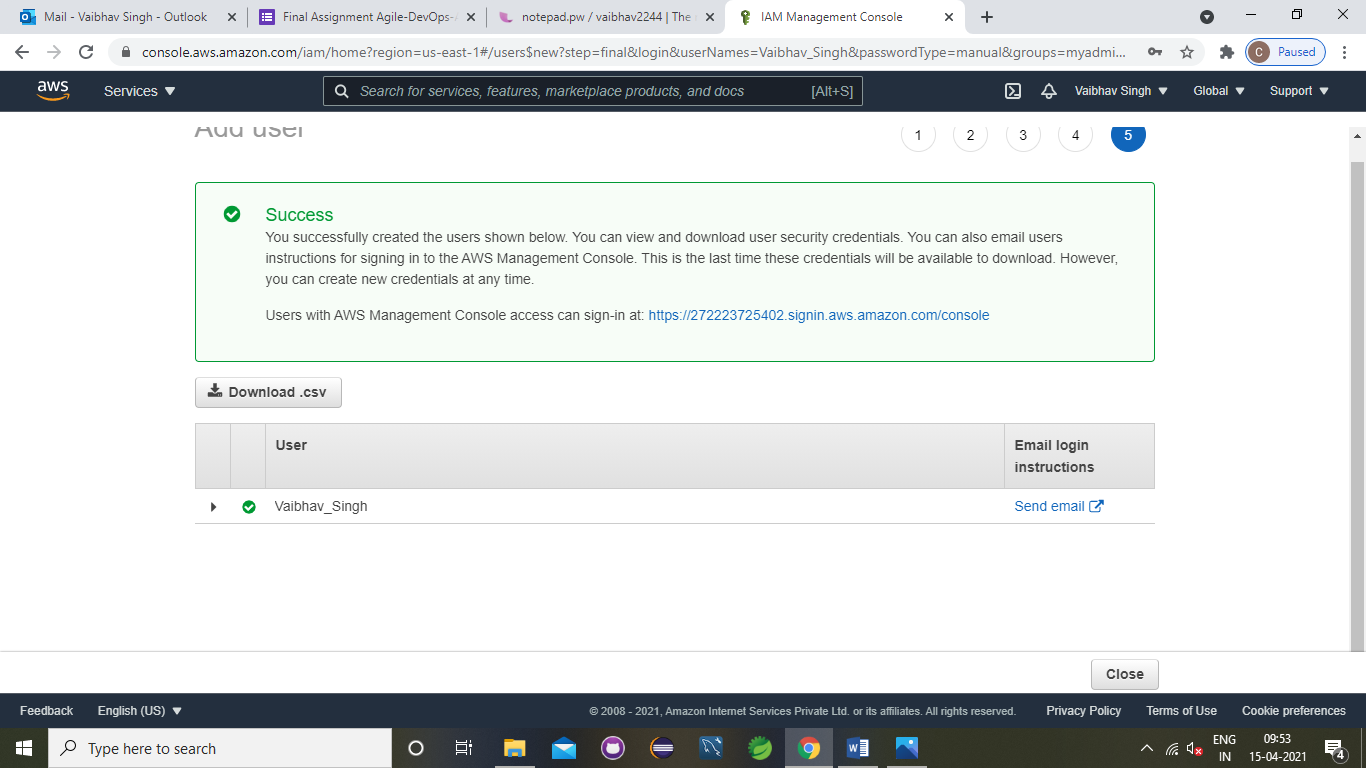 Mail - Vaibhav Singh - Outlook
Final Assignment Agile-DevOps-
notepad.pw / vaibhav2244 | The
IAM Management Console
console.aws.amazon.com/iam/home?region=us-east-1#/users$new?step=final&login&userNames=Vaibhav_Singh&passwordType=manual&groups=myadmi...
C Paused
aws Services Search for services, features, marketplace products, and docs [Alt+S] Vaibhav Singh Global Support
Add user 1 2 3 4 5
Success
You successfully created the users shown below. You can view and download user security credentials. You can also email users
instructions for signing in to the AWS Management Console. This is the last time these credentials will be available to download. However,
you can create new credentials at any time.
Users with AWS Management Console access can sign-in at: https://272223725402.signin.aws.amazon.com/console
Download .csv
User
Email login
instructions
Vaibhav_Singh Send email
Close
Feedback English (US) © 2008 - 2021, Amazon Internet Services Private Ltd. or its affiliates. All rights reserved. Privacy Policy Terms of Use Cookie preferences
Type here to search
ENG
IN
09:53
15-04-2021
4